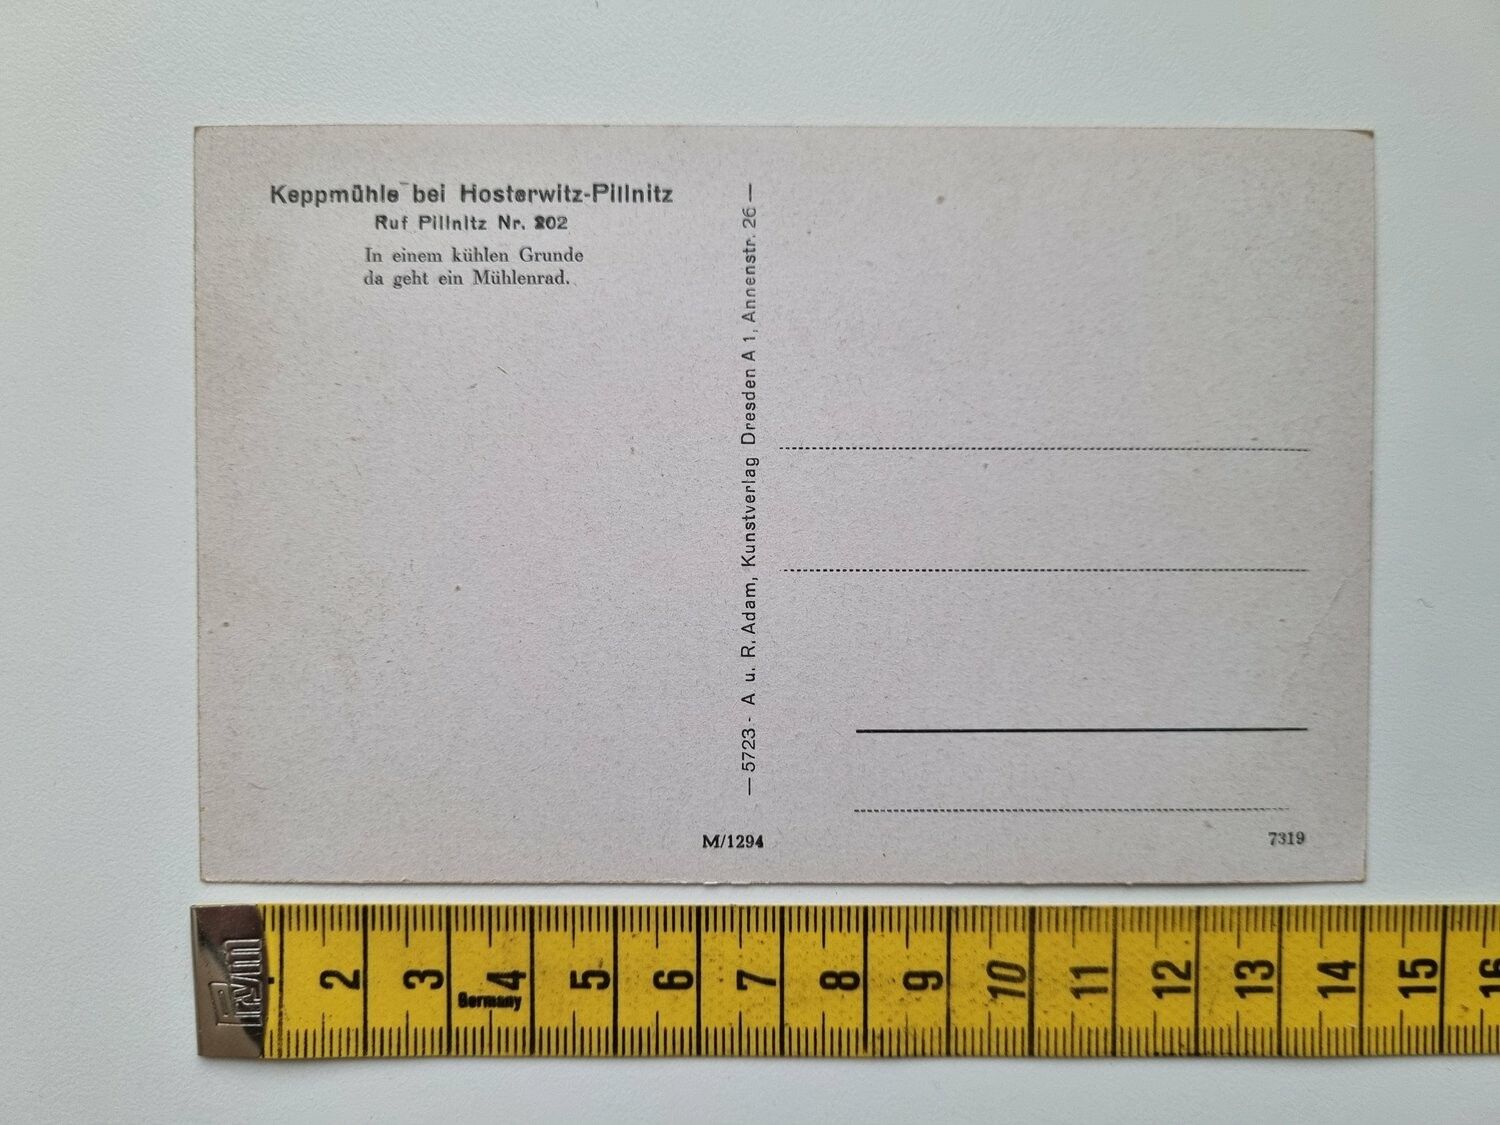 Keppmühle bei Hosterwitz-Pillnitz
Ruf Pillnitz Nr. 202
In einem kühlen Grunde
da geht ein Mühlenrad.
— 5723 - A u. R. Adam, Kunstverlag Dresden A 1, Annenstr. 26 —
M/1294
7319
Prym
2 3 4 5 6 7 8 9 10 11 12 13 14 15 16
Germany